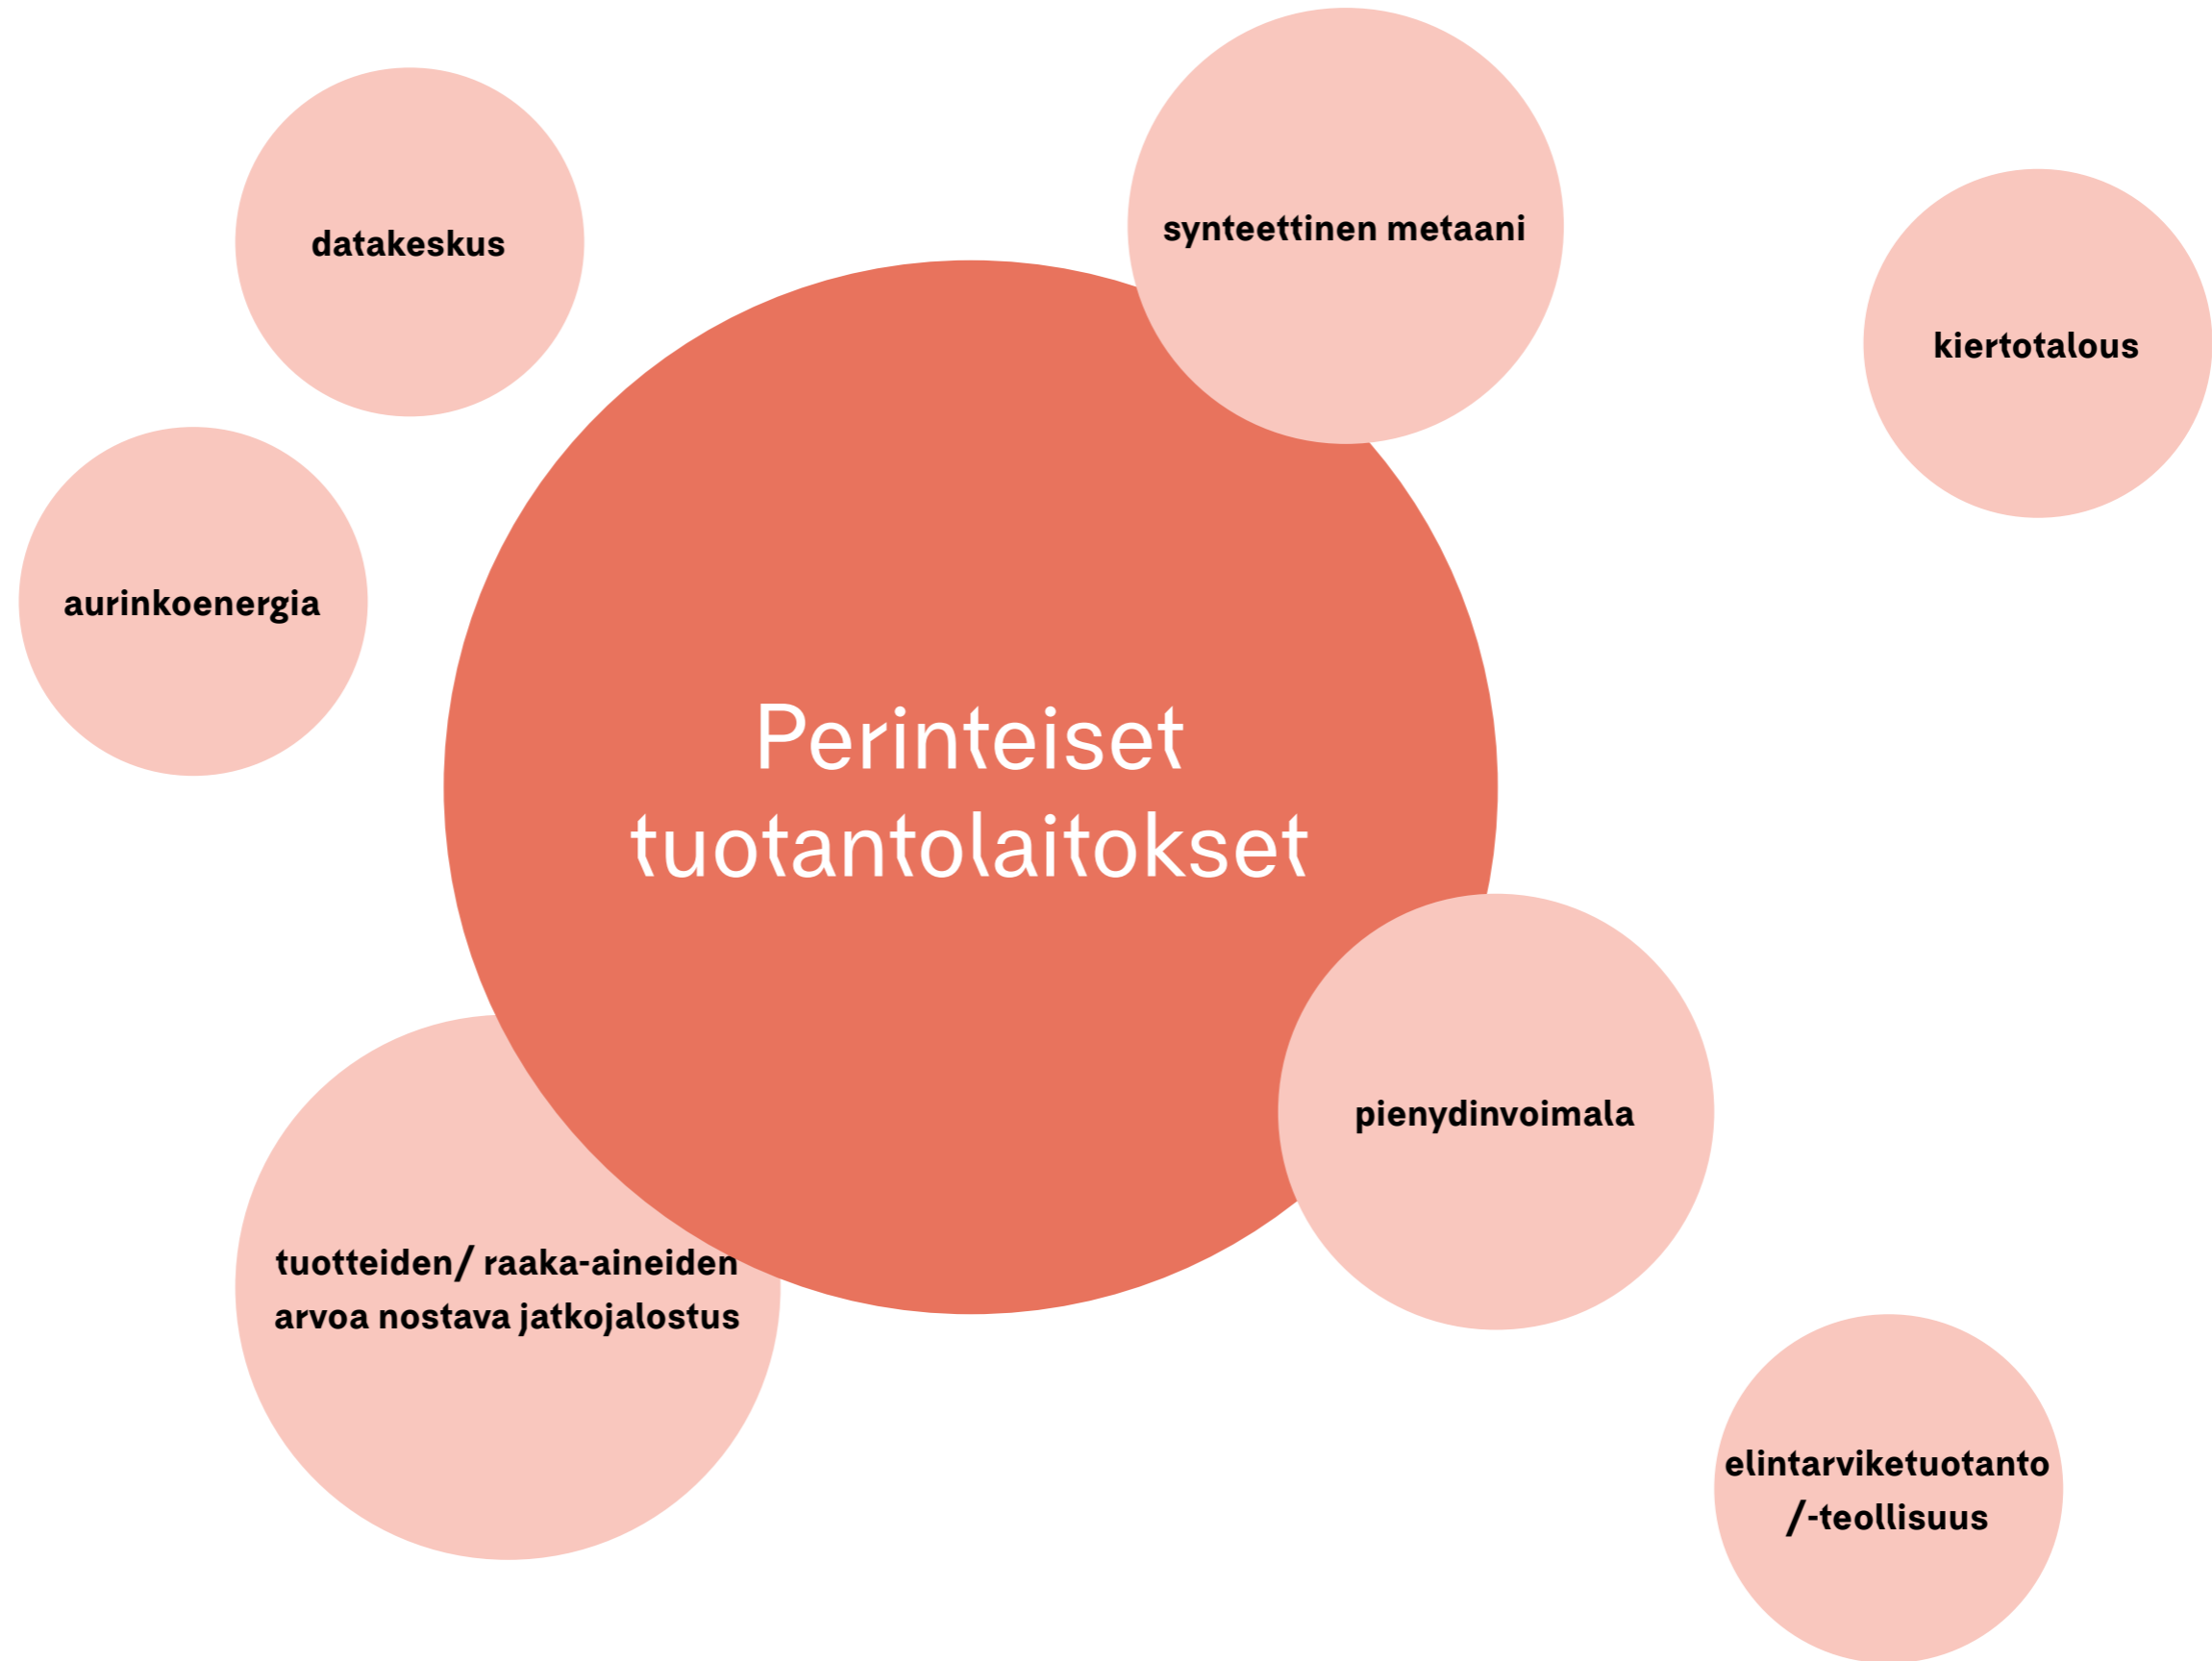 synteettinen metaani
datakeskus
kiertotalous
aurinkoenergia
Perinteiset
tuotantolaitokset
pienydinvoimala
tuotteiden/ raaka-aineiden
arvoa nostava jatkojalostus
elintarviketuotanto
/-teollisuus